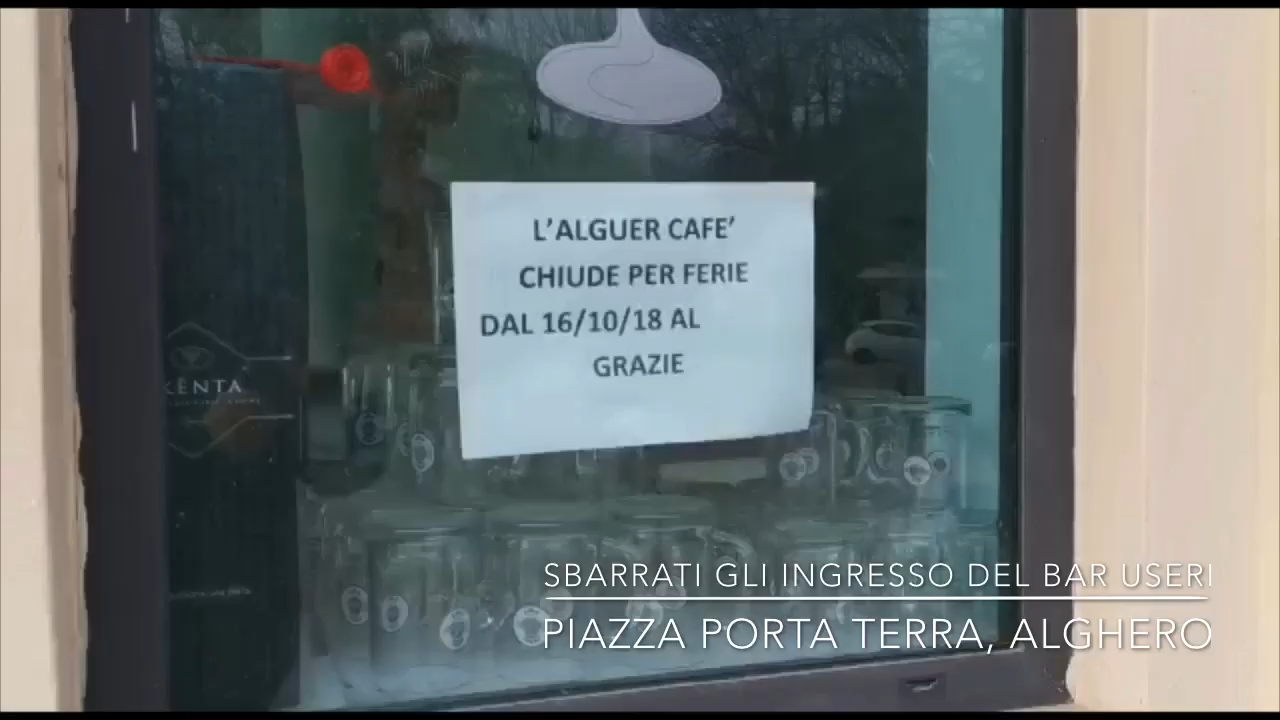 L'ALGUER CAFE'
CHIUDE PER FERIE
DAL 16/10/18 AL
GRAZIE
KËNTA
SBARRATI GLI INGRESSO DEL BAR USERI
PIAZZA PORTA TERRA, ALGHERO